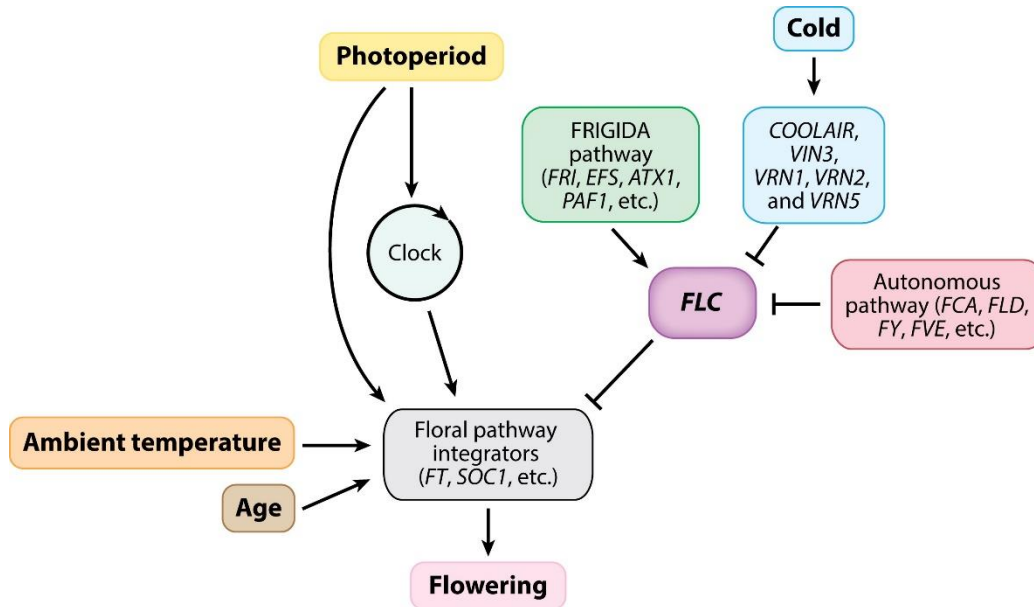 Cold
Photoperiod
FRIGIDA
pathway
(FRI, EFS, ATX1,
PAF1, etc.)
COOLAIR,
VIN3,
VRN1, VRN2,
and VRN5
Clock
FLC
Autonomous
pathway (FCA, FLD,
FY, FVE, etc.)
Floral pathway
integrators
(FT, SOC1, etc.)
Ambient temperature
Age
Flowering